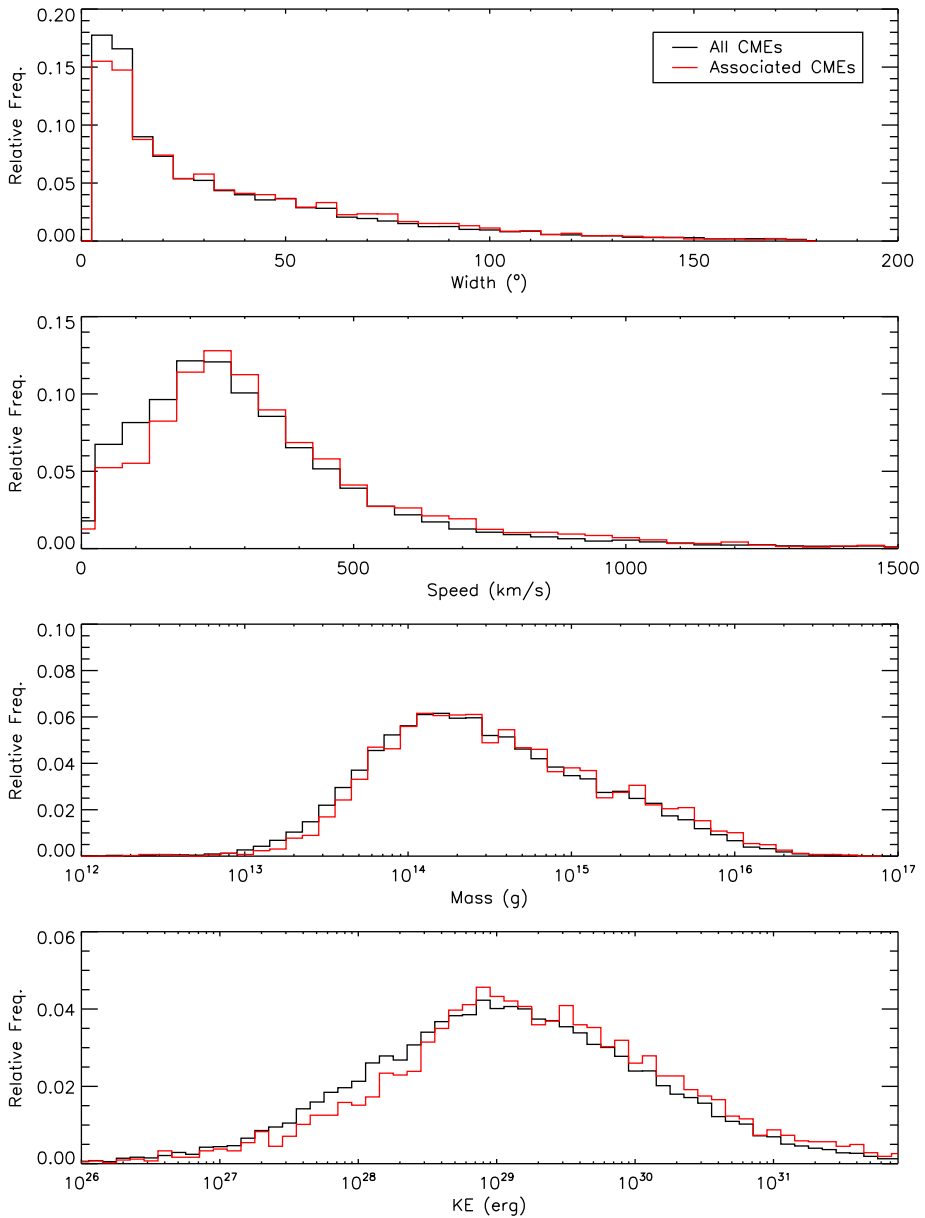 0.20
0.15
0.10
0.05
0.00
Relative Freq.
All CMEs
Associated CMEs
0 50 100 150 200
Width (°)
0.15
0.10
0.05
0.00
Relative Freq.
0 500 1000 1500
Speed (km/s)
0.10
0.08
0.06
0.04
0.02
0.00
Relative Freq.
10¹² 10¹³ 10¹⁴ 10¹⁵ 10¹⁶ 10¹⁷
Mass (g)
0.06
0.04
0.02
0.00
Relative Freq.
10²⁶ 10²⁷ 10²⁸ 10²⁹ 10³⁰ 10³¹
KE (erg)